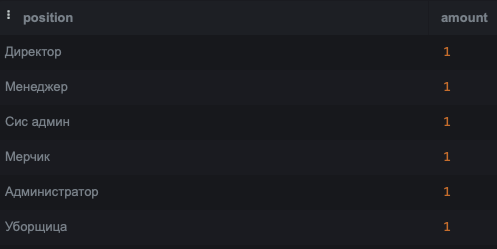 position amount
Директор 1
Менеджер 1
Сис админ 1
Мерчик 1
Администратор 1
Уборщица 1